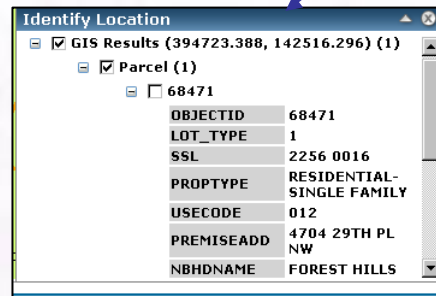 Identify Location
GIS Results (394723.388, 142516.296) (1)
Parcel (1)
68471
OBJECTID 68471
LOT_TYPE 1
SSL 2256 0016
PROPTYPE RESIDENTIAL-
SINGLE FAMILY
USECODE 012
PREMISEADD 4704 29TH PL
NW
NBHDNAME FOREST HILLS